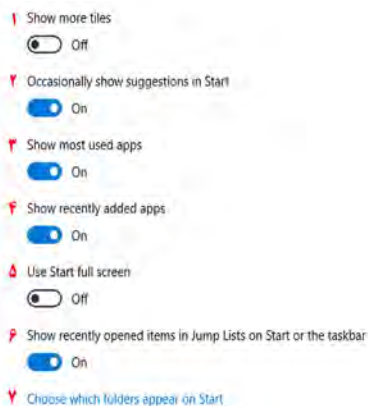 ۱ Show more tiles
Off
۲ Occasionally show suggestions in Start
On
۳ Show most used apps
On
۴ Show recently added apps
On
۵ Use Start full screen
Off
۶ Show recently opened items in Jump Lists on Start or the taskbar
On
۷ Choose which folders appear on Start